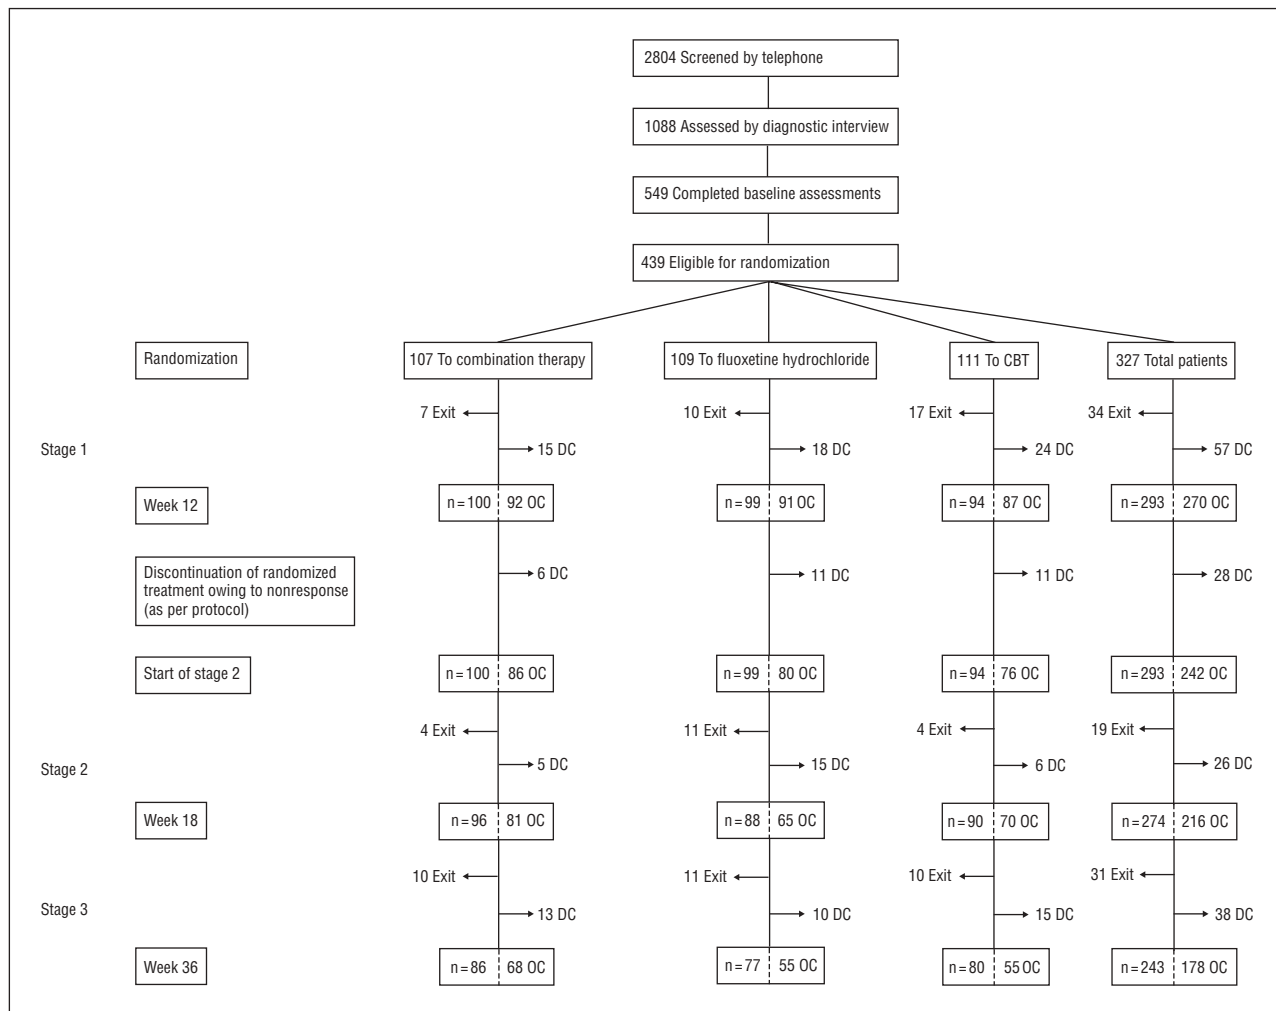 2804 Screened by telephone
1088 Assessed by diagnostic interview
549 Completed baseline assessments
439 Eligible for randomization
Randomization
107 To combination therapy
109 To fluoxetine hydrochloride
111 To CBT
327 Total patients
7 Exit
10 Exit
17 Exit
34 Exit
Stage 1
15 DC
18 DC
24 DC
57 DC
Week 12
n=100 92 OC
n=99 91 OC
n=94 87 OC
n=293 270 OC
Discontinuation of randomized
treatment owing to nonresponse
(as per protocol)
6 DC
11 DC
11 DC
28 DC
Start of stage 2
n=100 86 OC
n=99 80 OC
n=94 76 OC
n=293 242 OC
4 Exit
11 Exit
4 Exit
19 Exit
Stage 2
5 DC
15 DC
6 DC
26 DC
Week 18
n=96 81 OC
n=88 65 OC
n=90 70 OC
n=274 216 OC
10 Exit
11 Exit
10 Exit
31 Exit
Stage 3
13 DC
10 DC
15 DC
38 DC
Week 36
n=86 68 OC
n=77 55 OC
n=80 55 OC
n=243 178 OC